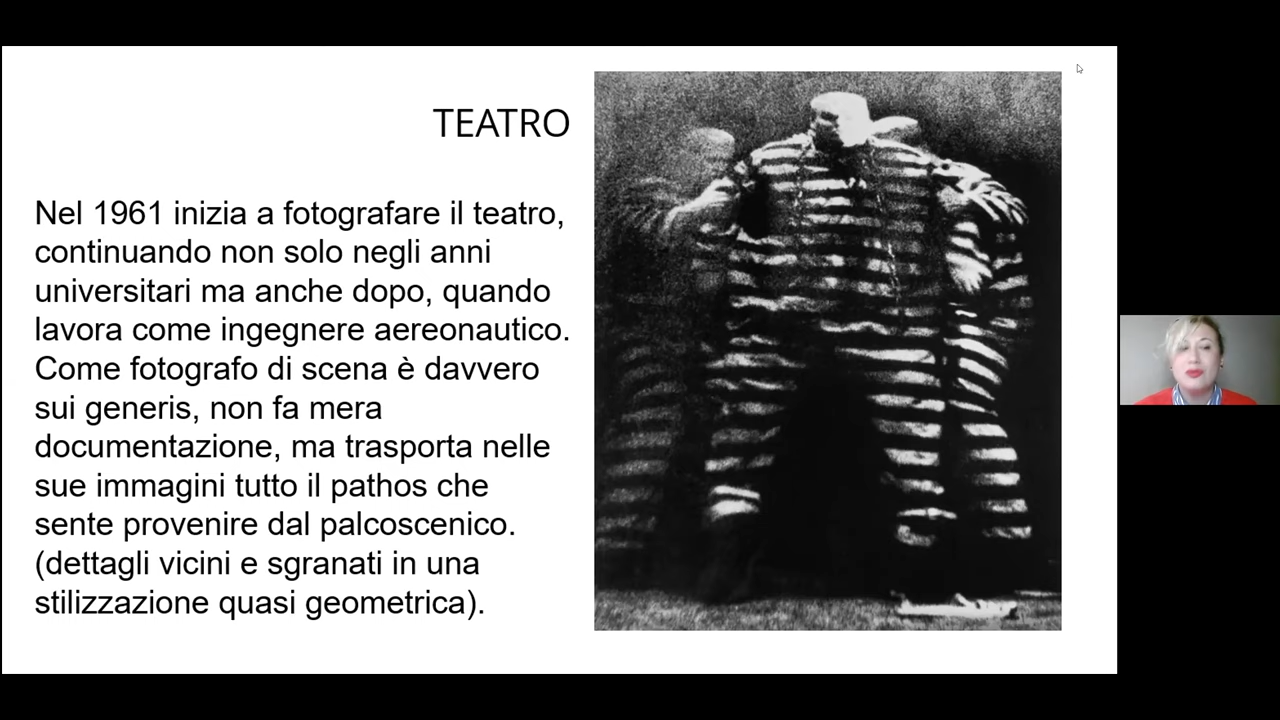 TEATRO
Nel 1961 inizia a fotografare il teatro,
continuando non solo negli anni
universitari ma anche dopo, quando
lavora come ingegnere aereonautico.
Come fotografo di scena è davvero
sui generis, non fa mera
documentazione, ma trasporta nelle
sue immagini tutto il pathos che
sente provenire dal palcoscenico.
(dettagli vicini e sgranati in una
stilizzazione quasi geometrica).